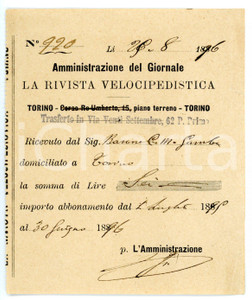 N° 920 Li 28-8 1896
Amministrazione del Giornale
LA RIVISTA VELOCIPEDISTICA
TORINO - Corso Re Umberto, 15, piano terreno - TORINO
Trasferto in Via Venti Settembre, 62 P. Primo
Ricevuto dal Sig. Barone C. M.
domiciliato a Torino
la somma di Lire Sei
importo abbonamento dal 1 Luglio 1895
al 30 Giugno 1896
p. L'Amministrazione